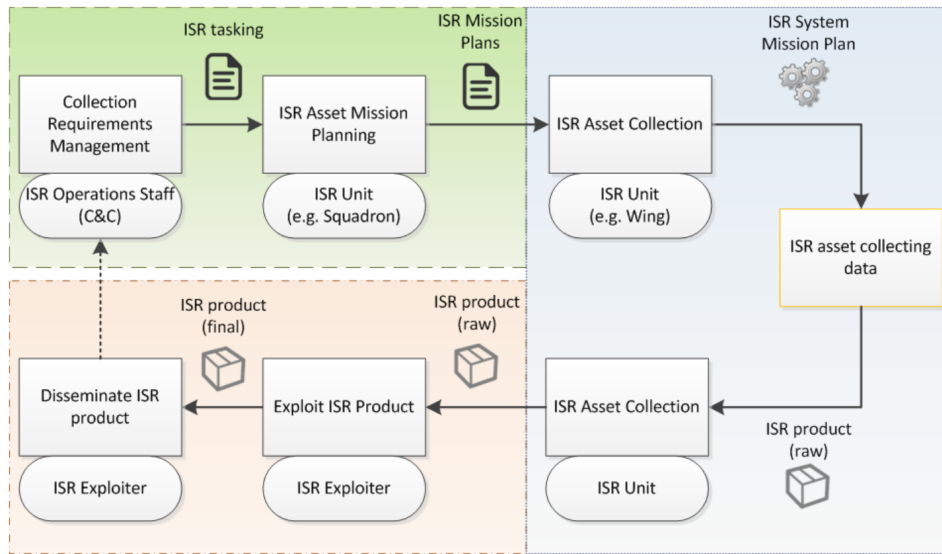 ISR tasking
ISR Mission
Plans
ISR System
Mission Plan
Collection
Requirements
Management
ISR Asset Mission
Planning
ISR Asset Collection
ISR Operations Staff
(C&C)
ISR Unit
(e.g. Squadron)
ISR Unit
(e.g. Wing)
ISR asset collecting
data
ISR product
(final)
ISR product
(raw)
Disseminate ISR
product
Exploit ISR Product
ISR Asset Collection
ISR product
(raw)
ISR Exploiter
ISR Exploiter
ISR Unit